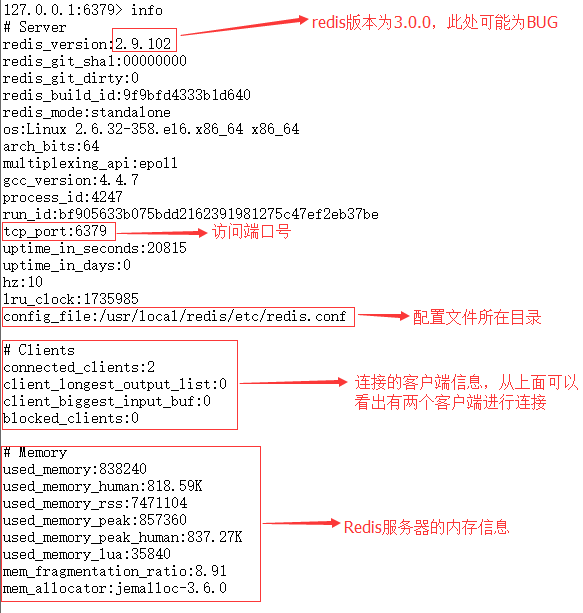 127.0.0.1:6379> info
redis版本为3.0.0，此处可能为BUG
# Server
redis_version:2.9.102
redis_git_sha1:00000000
redis_git_dirty:0
redis_build_id:9f9bfd4333b1d640
redis_mode:standalone
os:Linux 2.6.32-358.el6.x86_64 x86_64
arch_bits:64
multiplexing_api:epoll
gcc_version:4.4.7
process_id:4247
run_id:bf905633b075bdd2162391981275c47ef2eb37be
tcp_port:6379
访问端口号
uptime_in_seconds:20815
uptime_in_days:0
hz:10
lru_clock:1735985
config_file:/usr/local/redis/etc/redis.conf
配置文件所在目录
# Clients
connected_clients:2
client_longest_output_list:0
client_biggest_input_buf:0
blocked_clients:0
连接的客户端信息，从上面可以
看出有两个客户端进行连接
# Memory
used_memory:838240
used_memory_human:818.59K
used_memory_rss:7471104
used_memory_peak:857360
used_memory_peak_human:837.27K
used_memory_lua:35840
mem_fragmentation_ratio:8.91
mem_allocator:jemalloc-3.6.0
Redis服务器的内存信息